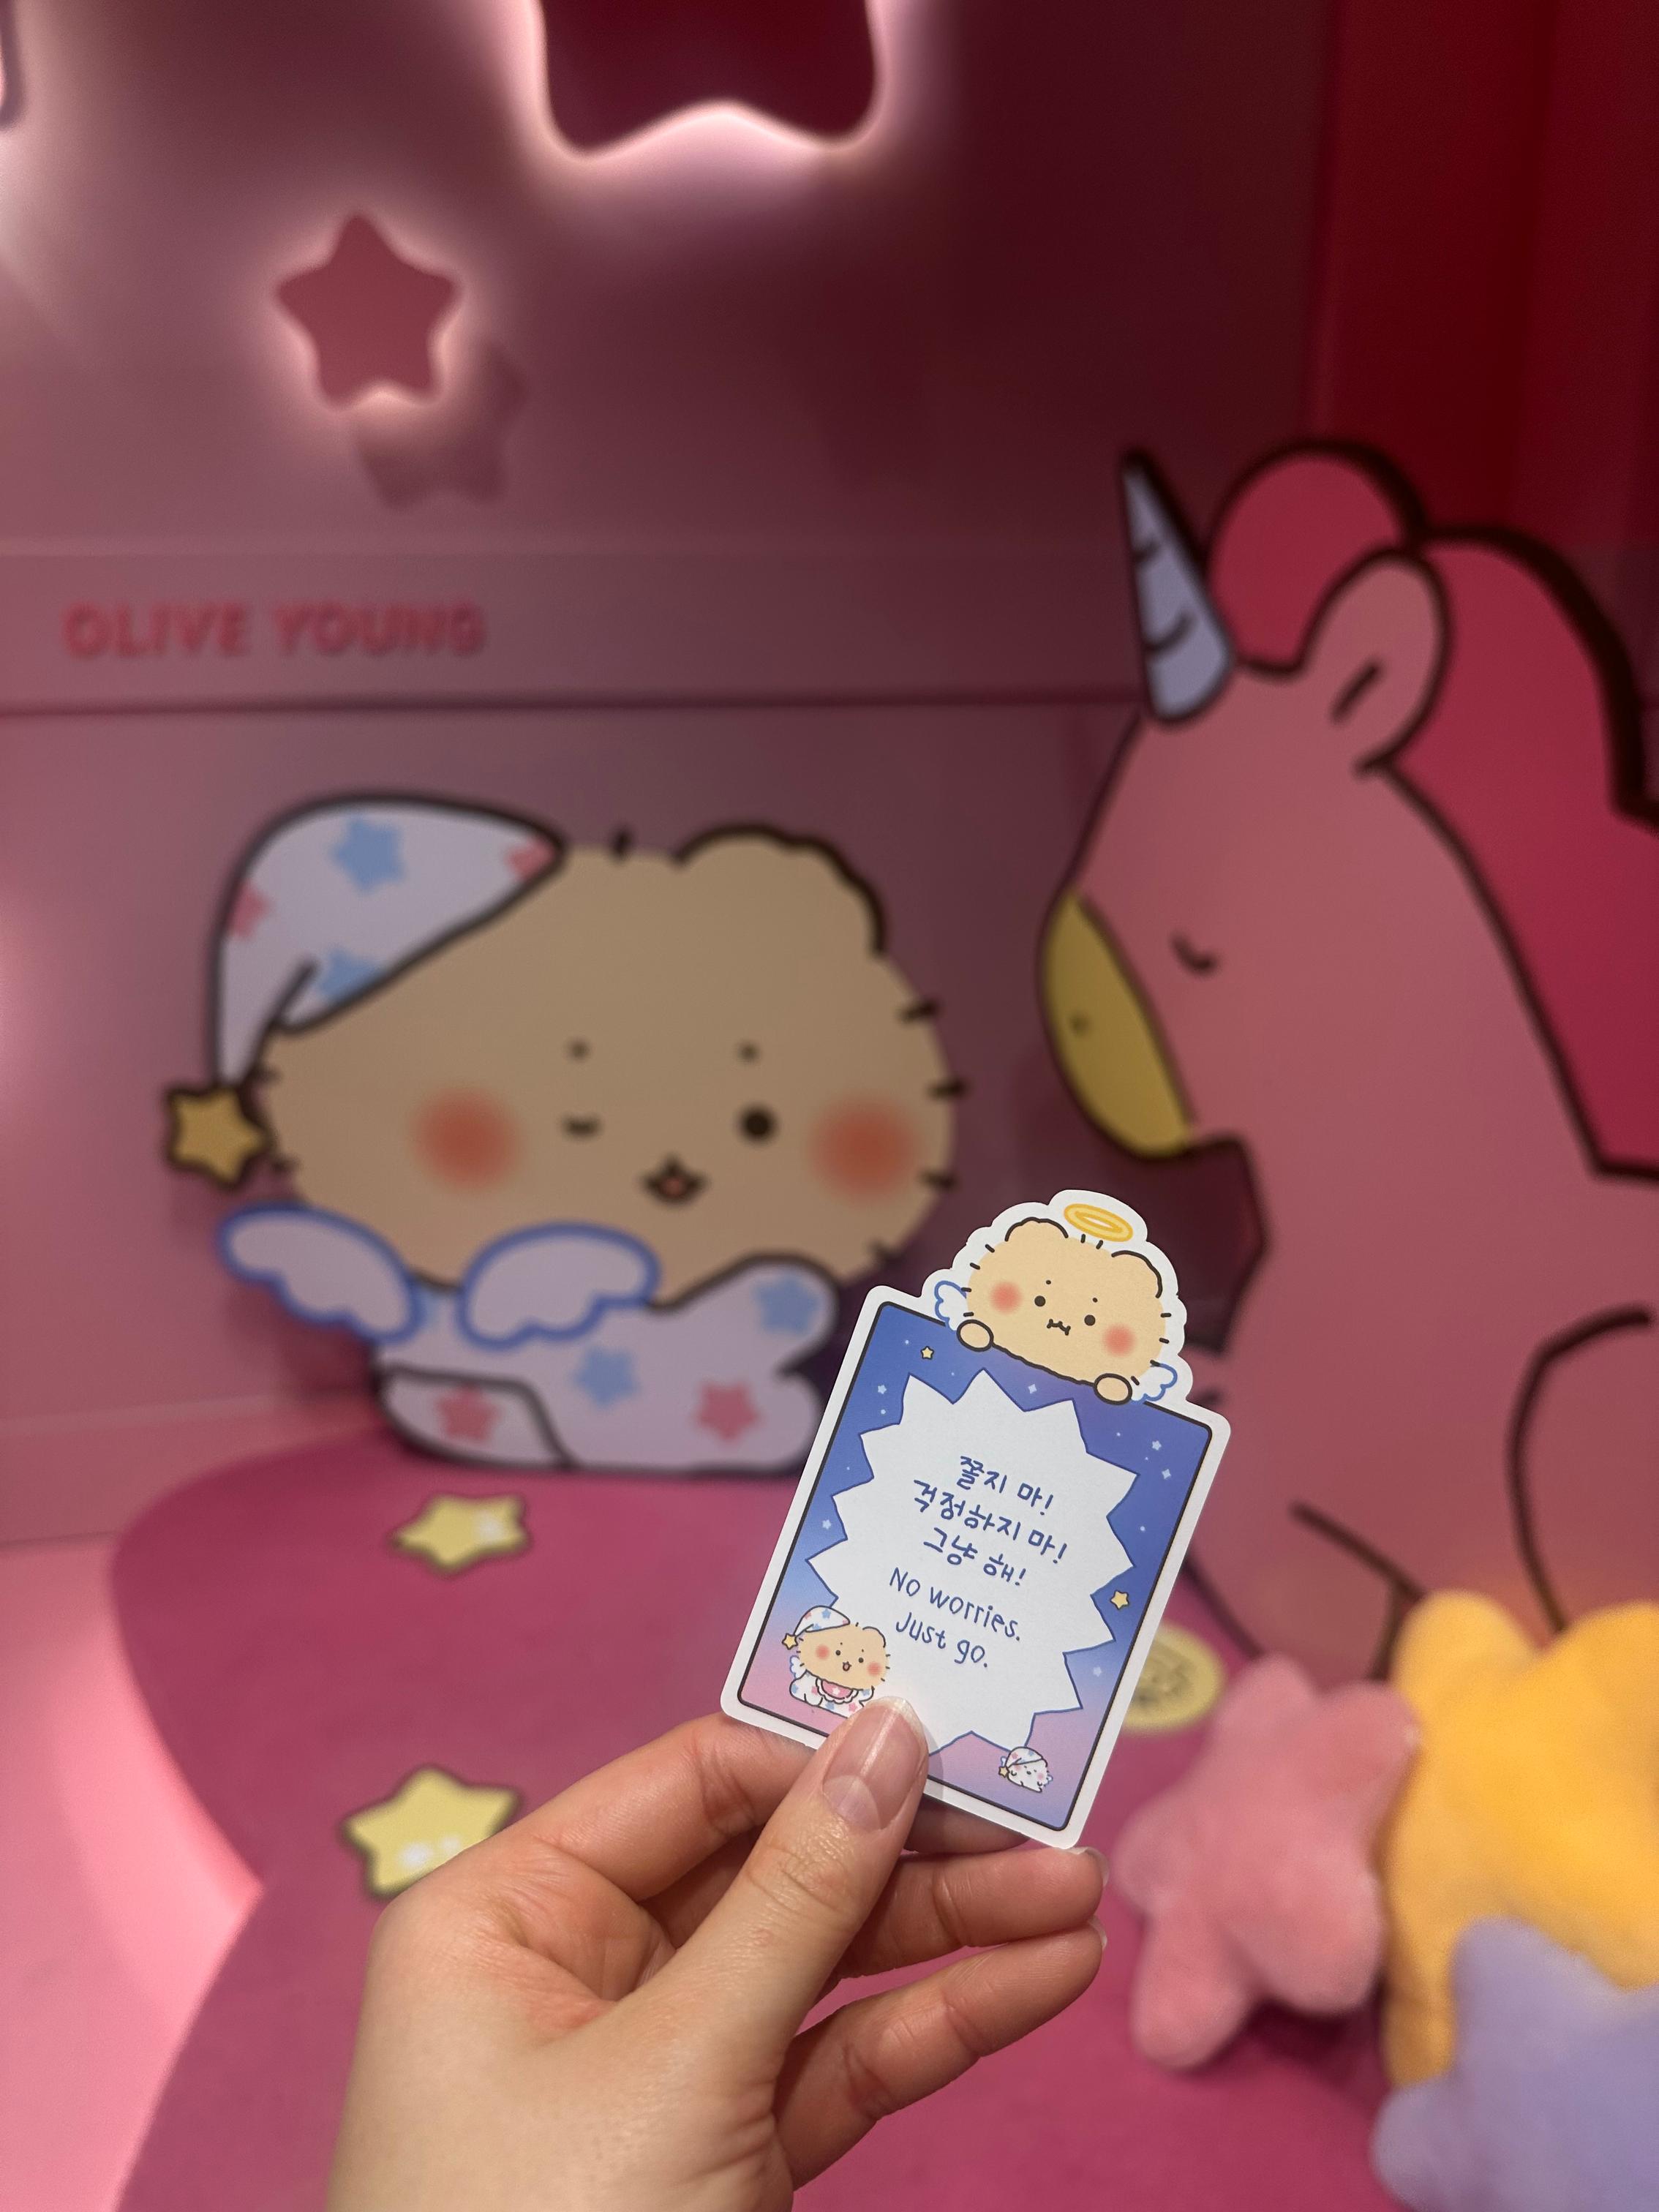 OLIVE YOUNG
쫄지 마!
걱정하지 마!
그냥 해!
No worries.
Just go.